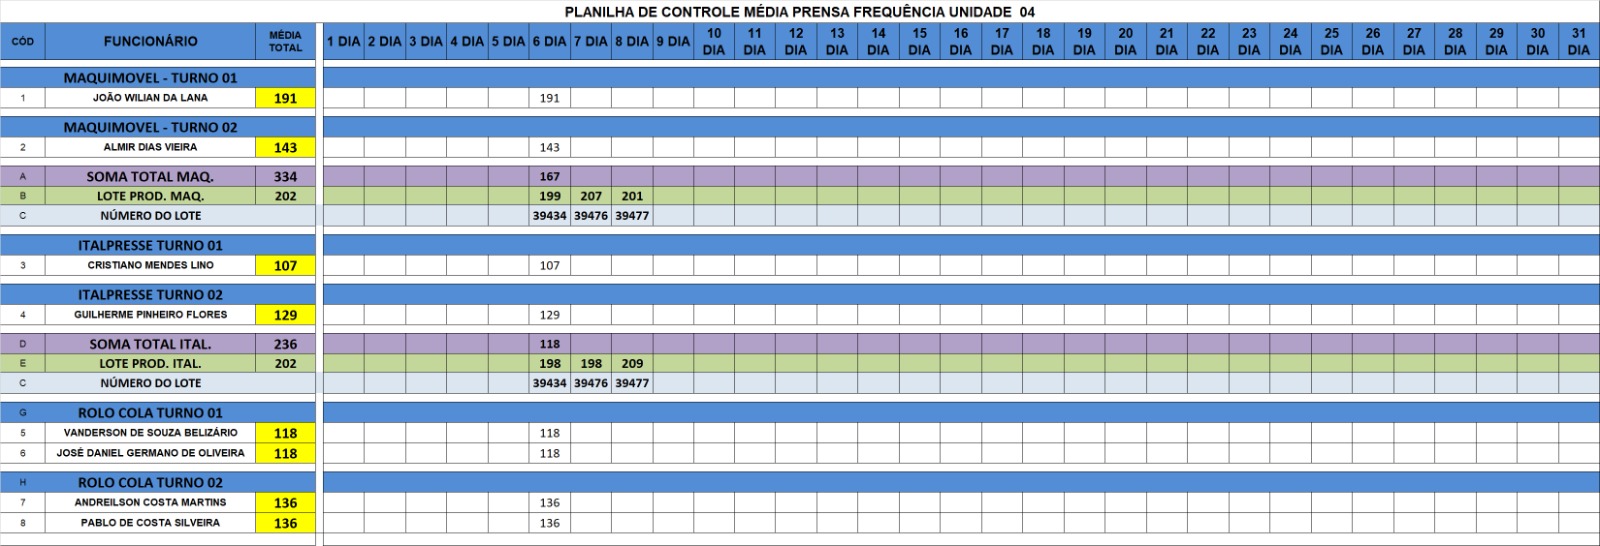 PLANILHA DE CONTROLE MÉDIA PRENSA FREQUÊNCIA UNIDADE 04
CÓD FUNCIONÁRIO MÉDIA TOTAL 1 DIA 2 DIA 3 DIA 4 DIA 5 DIA 6 DIA 7 DIA 8 DIA 9 DIA 10 DIA 11 DIA 12 DIA 13 DIA 14 DIA 15 DIA 16 DIA 17 DIA 18 DIA 19 DIA 20 DIA 21 DIA 22 DIA 23 DIA 24 DIA 25 DIA 26 DIA 27 DIA 28 DIA 29 DIA 30 DIA 31 DIA
MAQUIMOVEL - TURNO 01
1 JOÃO WILIAN DA LANA 191 191
MAQUIMOVEL - TURNO 02
2 ALMIR DIAS VIEIRA 143 143
A SOMA TOTAL MAQ. 334 167
B LOTE PROD. MAQ. 202 199 207 201
C NÚMERO DO LOTE 39434 39476 39477
ITALPRESSE TURNO 01
3 CRISTIANO MENDES LINO 107 107
ITALPRESSE TURNO 02
4 GUILHERME PINHEIRO FLORES 129 129
D SOMA TOTAL ITAL. 236 118
E LOTE PROD. ITAL. 202 198 198 209
C NÚMERO DO LOTE 39434 39476 39477
G ROLO COLA TURNO 01
5 VANDERSON DE SOUZA BELIZÁRIO 118 118
6 JOSÉ DANIEL GERMANO DE OLIVEIRA 118 118
H ROLO COLA TURNO 02
7 ANDREILSON COSTA MARTINS 136 136
8 PABLO DE COSTA SILVEIRA 136 136